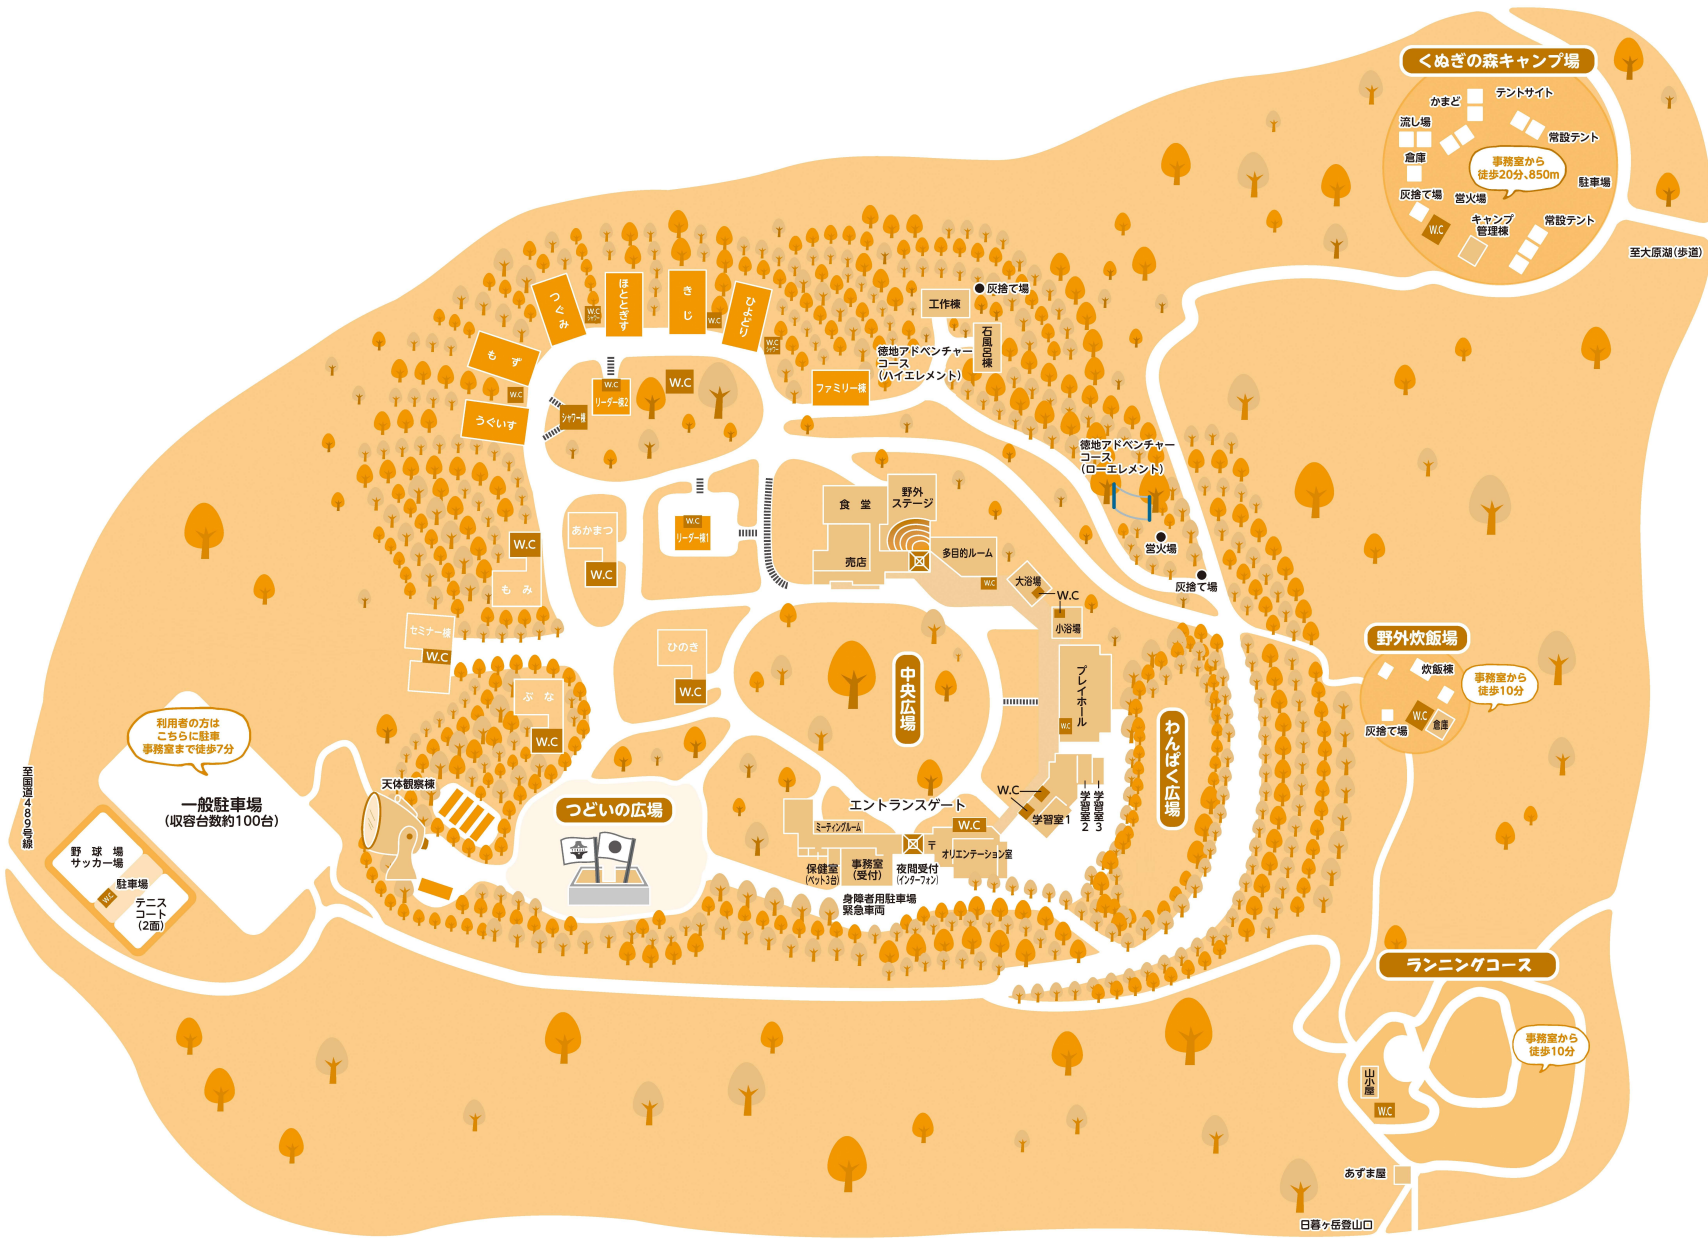 くぬぎの森キャンプ場
テントサイト
かまど
流し場
常設テント
倉庫
事務室から
徒歩20分、850m
駐車場
灰捨て場
営火場
キャンプ
管理棟
常設テント
W.C
至大原湖(歩道)
つぐみ
W.C
シャワー
ほととぎす
きじ
W.C
ひよどり
W.C
シャワー
もず
W.C
うぐいす
シャワー棟
W.C
リーダー棟2
W.C
ファミリー棟
工作棟
灰捨て場
石風呂棟
徳地アドベンチャー
コース
(ハイエレメント)
徳地アドベンチャー
コース
(ローエレメント)
営火場
灰捨て場
食堂
野外
ステージ
売店
多目的ルーム
W.C
大浴場
W.C
小浴場
プレイホール
W.C
W.C
リーダー棟1
あかまつ
W.C
W.C
もみ
セミナー棟
W.C
ひのき
W.C
ぶな
W.C
中央広場
わんぱく広場
野外炊飯場
炊飯棟
事務室から
徒歩10分
W.C
倉庫
灰捨て場
利用者の方は
こちらに駐車
事務室まで徒歩7分
一般駐車場
(収容台数約100台)
至国道489号線
野球場
サッカー場
駐車場
W.C
テニス
コート
(2面)
天体観察棟
つどいの広場
エントランスゲート
ミーティングルーム
W.C
W.C
学習室1
学習室2
学習室3
保健室
(ベット3台)
事務室
(受付)
夜間受付
(インターフォン)
〒
オリエンテーション室
身障者用駐車場
緊急車両
ランニングコース
事務室から
徒歩10分
山小屋
W.C
あずま屋
日暮ヶ岳登山口